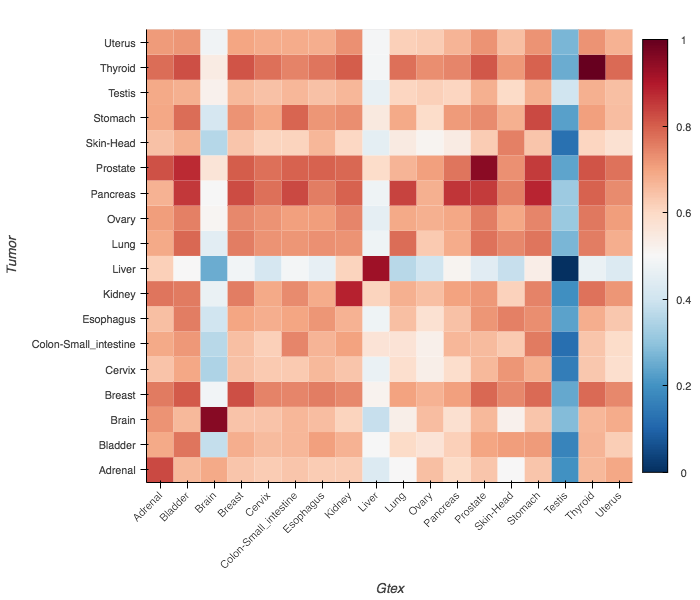 Tumor
Uterus
Thyroid
Testis
Stomach
Skin-Head
Prostate
Pancreas
Ovary
Lung
Liver
Kidney
Esophagus
Colon-Small_intestine
Cervix
Breast
Brain
Bladder
Adrenal
Adrenal
Bladder
Brain
Breast
Cervix
Colon-Small_intestine
Esophagus
Kidney
Liver
Lung
Ovary
Pancreas
Prostate
Skin-Head
Stomach
Testis
Thyroid
Uterus
Gtex
1
0.8
0.6
0.4
0.2
0